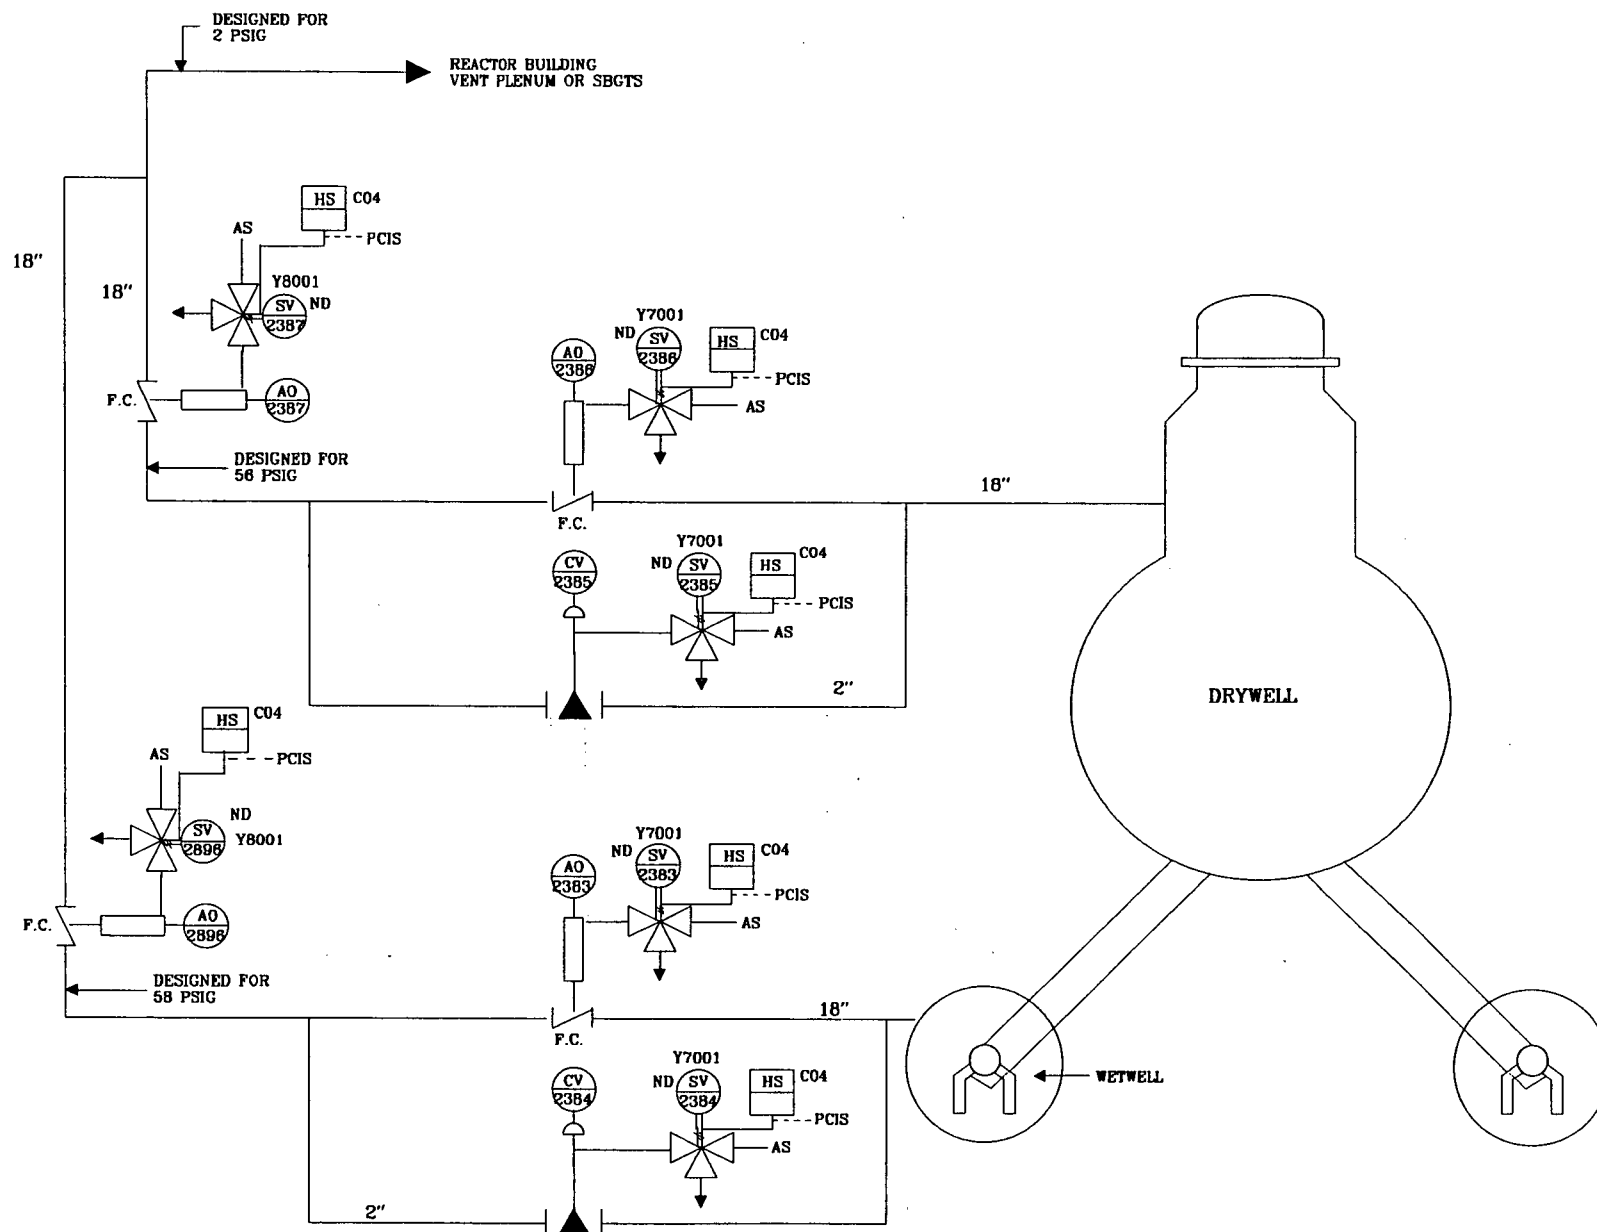 DESIGNED FOR
2 PSIG
REACTOR BUILDING
VENT PLENUM OR SBGTS
HS
C04
PCIS
AS
18"
18"
Y8001
SV
2387
ND
F.C.
AO
2387
DESIGNED FOR
56 PSIG
AO
2386
Y7001
ND
SV
2386
HS
C04
PCIS
AS
F.C.
18"
CV
2385
Y7001
ND
SV
2385
HS
C04
PCIS
AS
2"
DRYWELL
HS
C04
PCIS
AS
ND
SV
2896
Y8001
F.C.
AO
2896
DESIGNED FOR
58 PSIG
AO
2383
Y7001
ND
SV
2383
HS
C04
PCIS
AS
F.C.
18"
CV
2384
Y7001
ND
SV
2384
HS
C04
PCIS
AS
2"
WETWELL